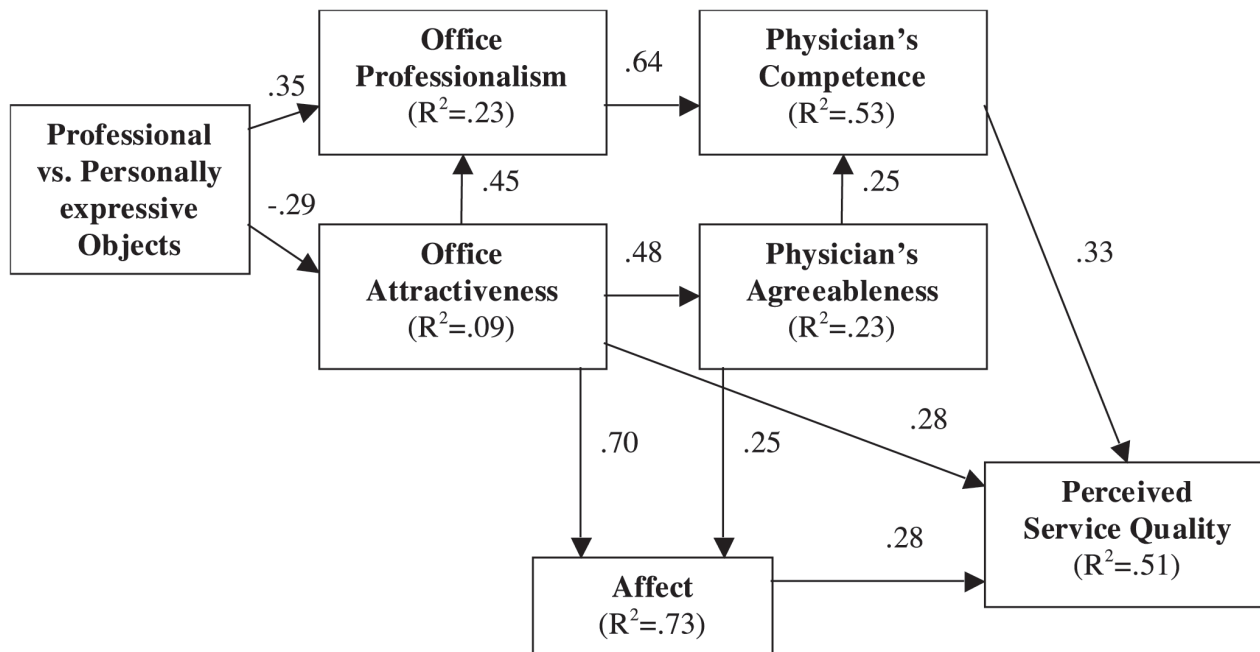 Office
Professionalism
(R²=.23)
.64
Physician's
Competence
(R²=.53)
.35
Professional
vs. Personally
expressive
Objects
-.29
.45
.25
Office
Attractiveness
(R²=.09)
.48
Physician's
Agreeableness
(R²=.23)
.33
.70
.25
.28
Perceived
Service Quality
(R²=.51)
.28
Affect
(R²=.73)